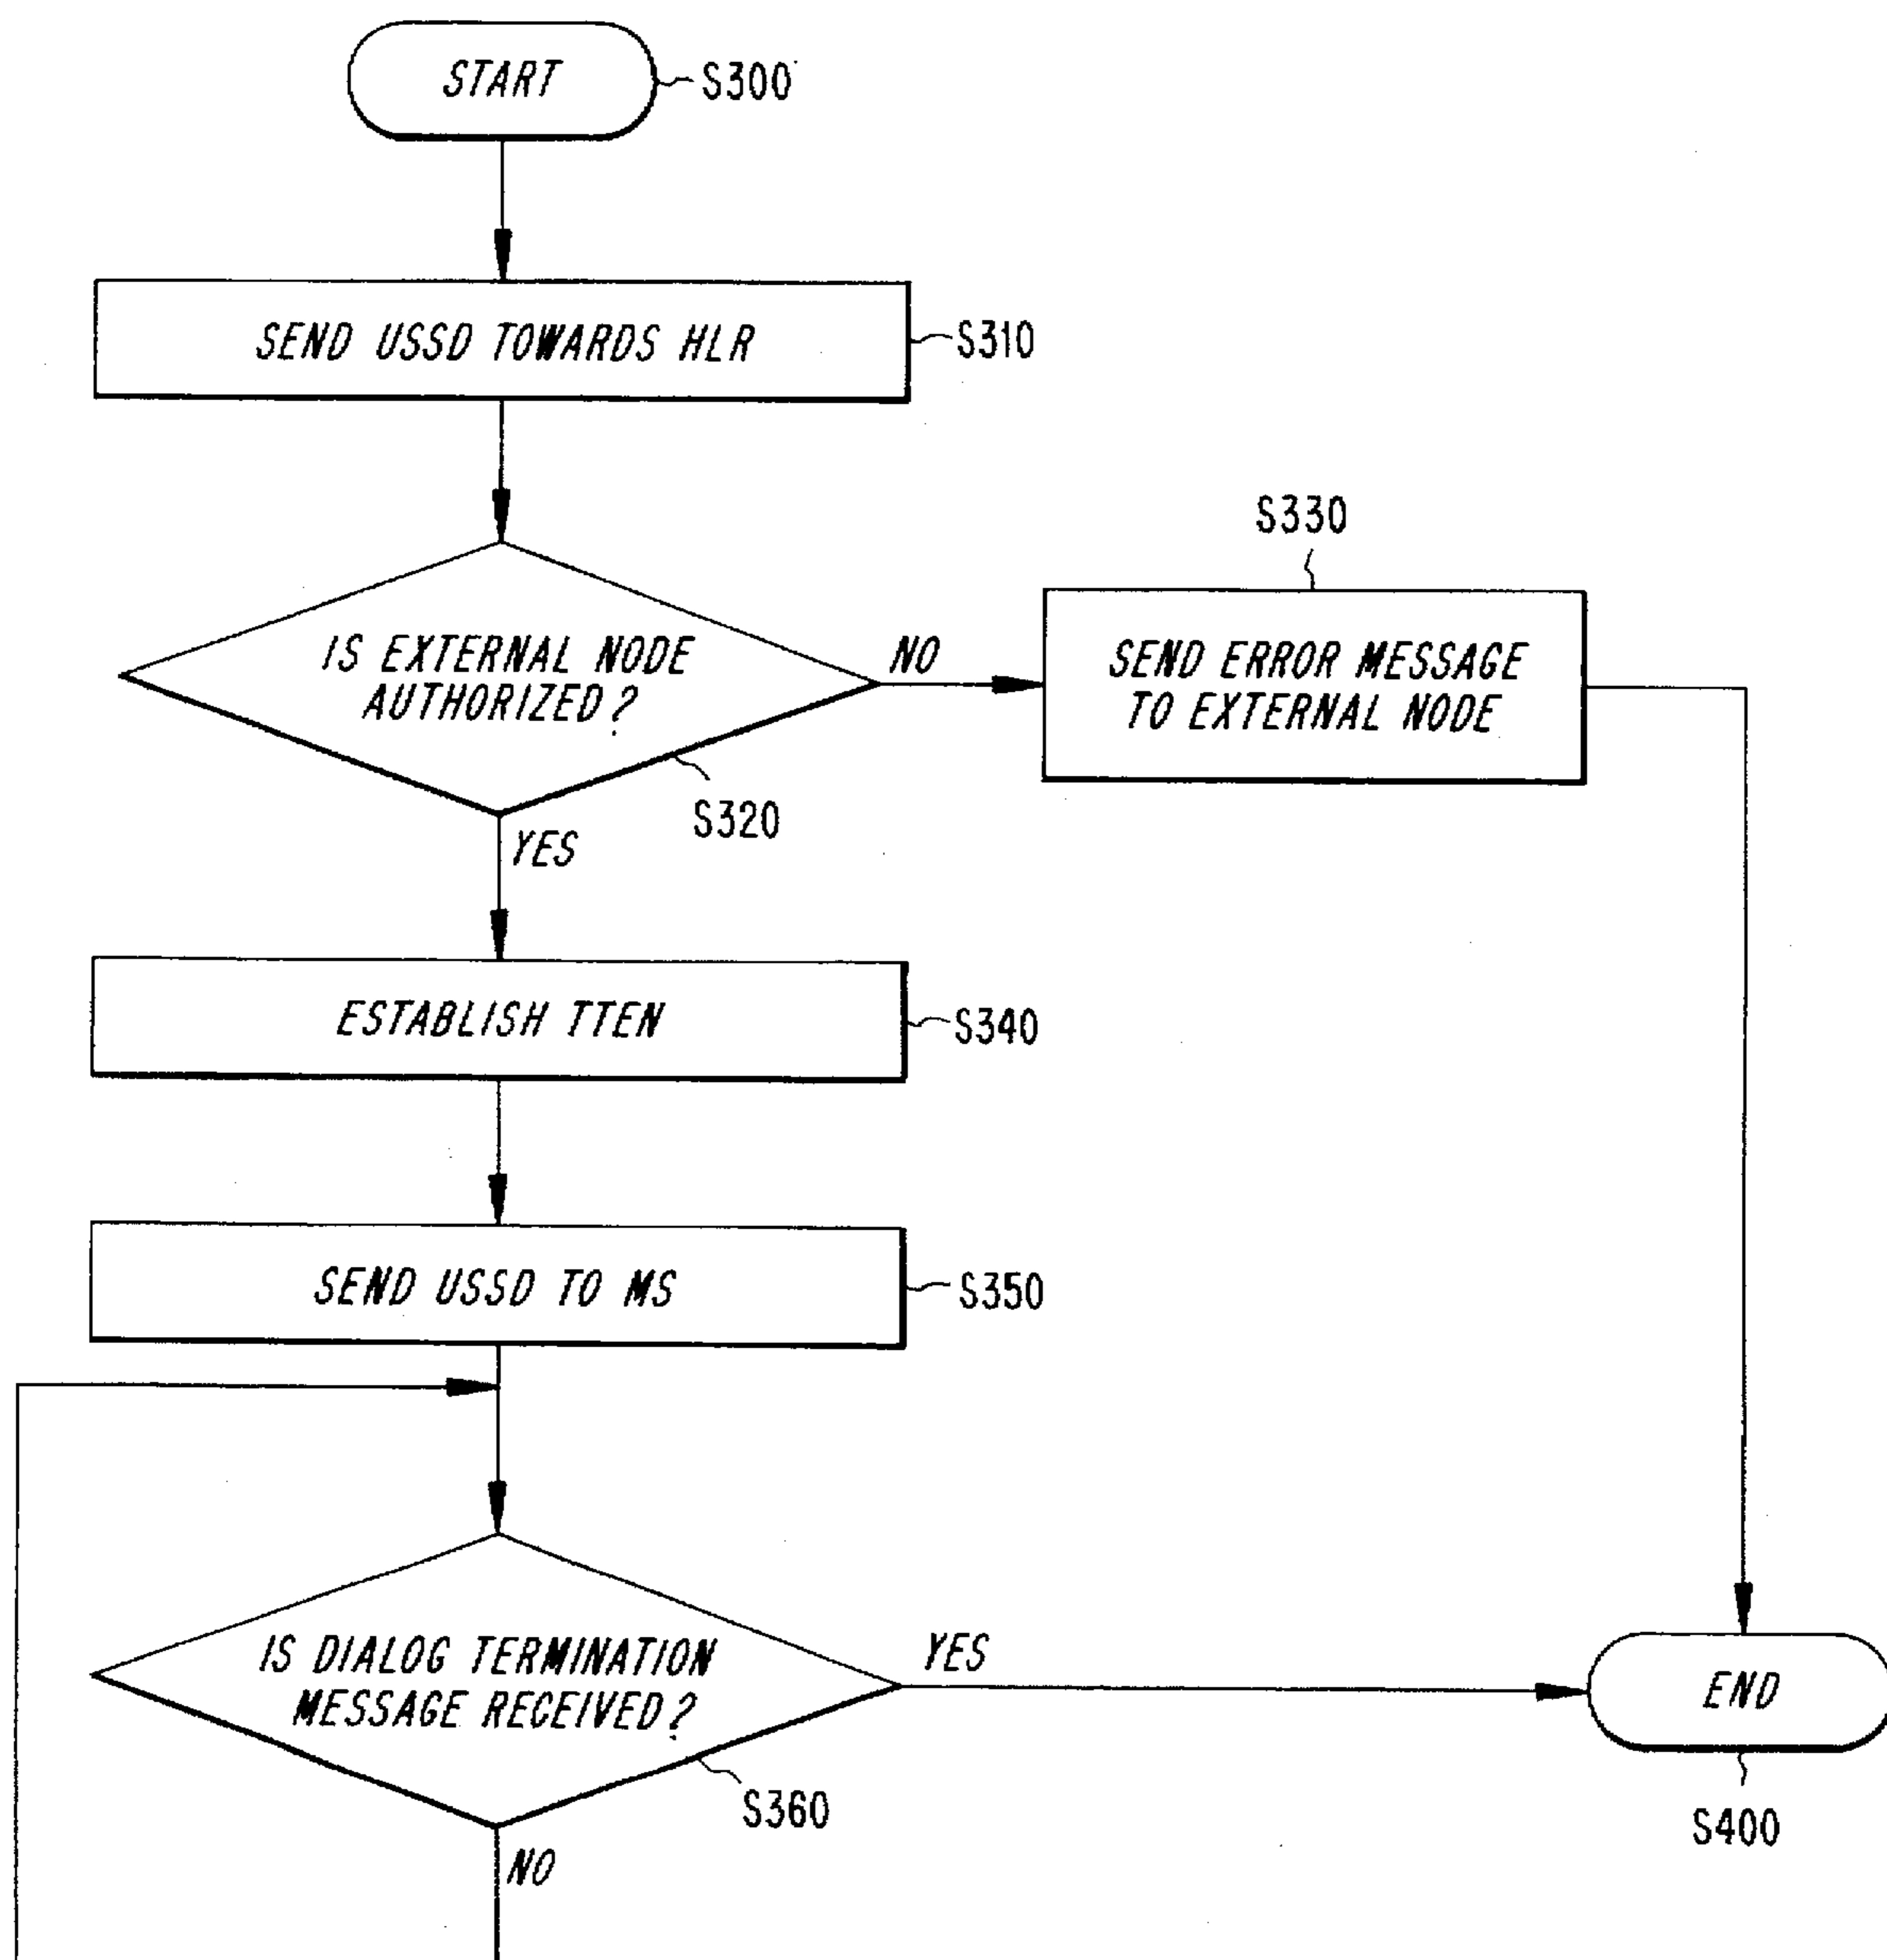 START
S300
SEND USSD TOWARDS HLR
S310
IS EXTERNAL NODE
AUTHORIZED?
S320
NO
S330
SEND ERROR MESSAGE
TO EXTERNAL NODE
YES
ESTABLISH TTEN
S340
SEND USSD TO MS
S350
IS DIALOG TERMINATION
MESSAGE RECEIVED?
S360
YES
END
S400
NO